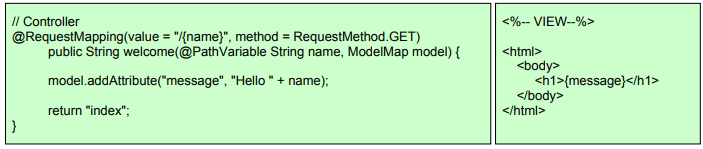 // Controller
@RequestMapping(value = "/{name}", method = RequestMethod.GET)
public String welcome(@PathVariable String name, ModelMap model) {
model.addAttribute("message", "Hello " + name);
return "index";
}
<%-- VIEW--%>
<html>
<body>
<h1>{message}</h1>
</body>
</html>